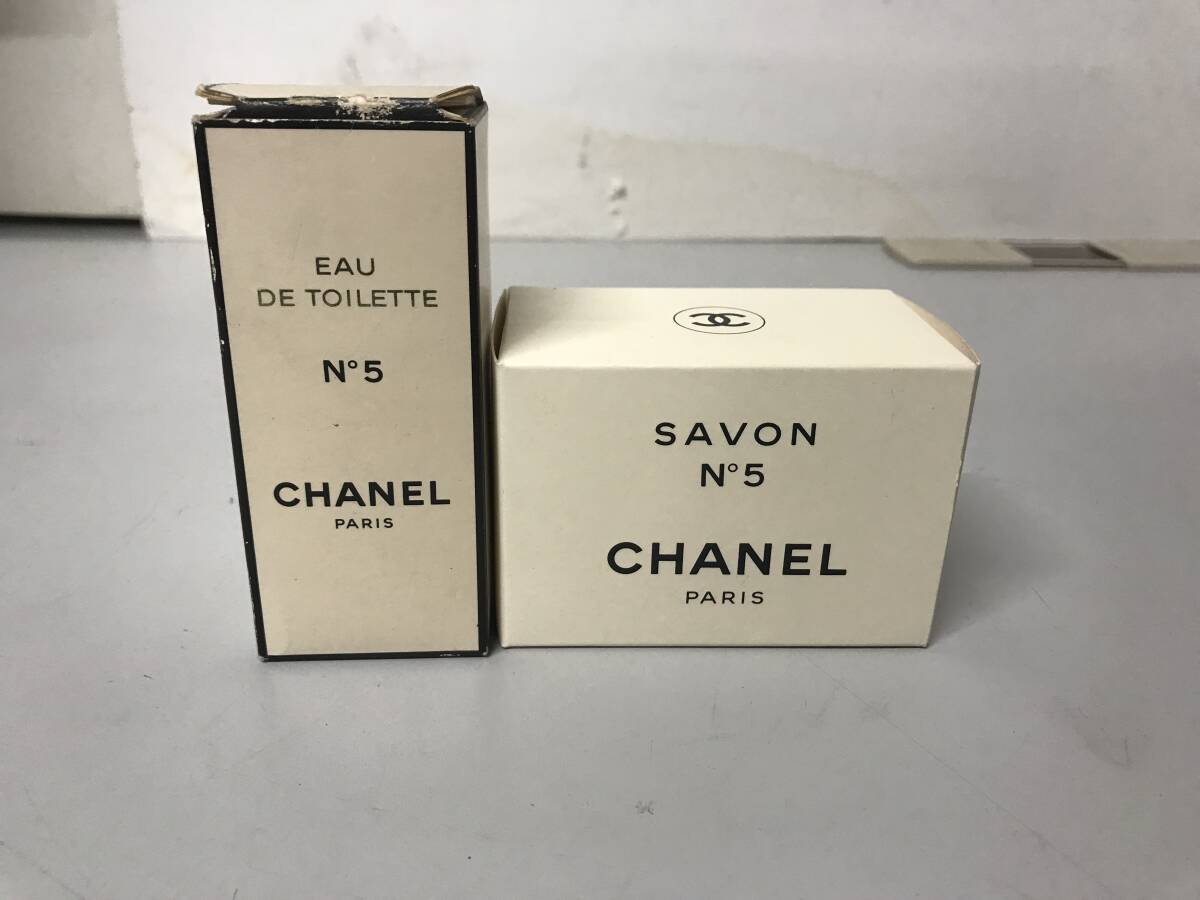 EAU
DE TOILETTE
N°5
CHANEL
PARIS
SAVON
N°5
CHANEL
PARIS